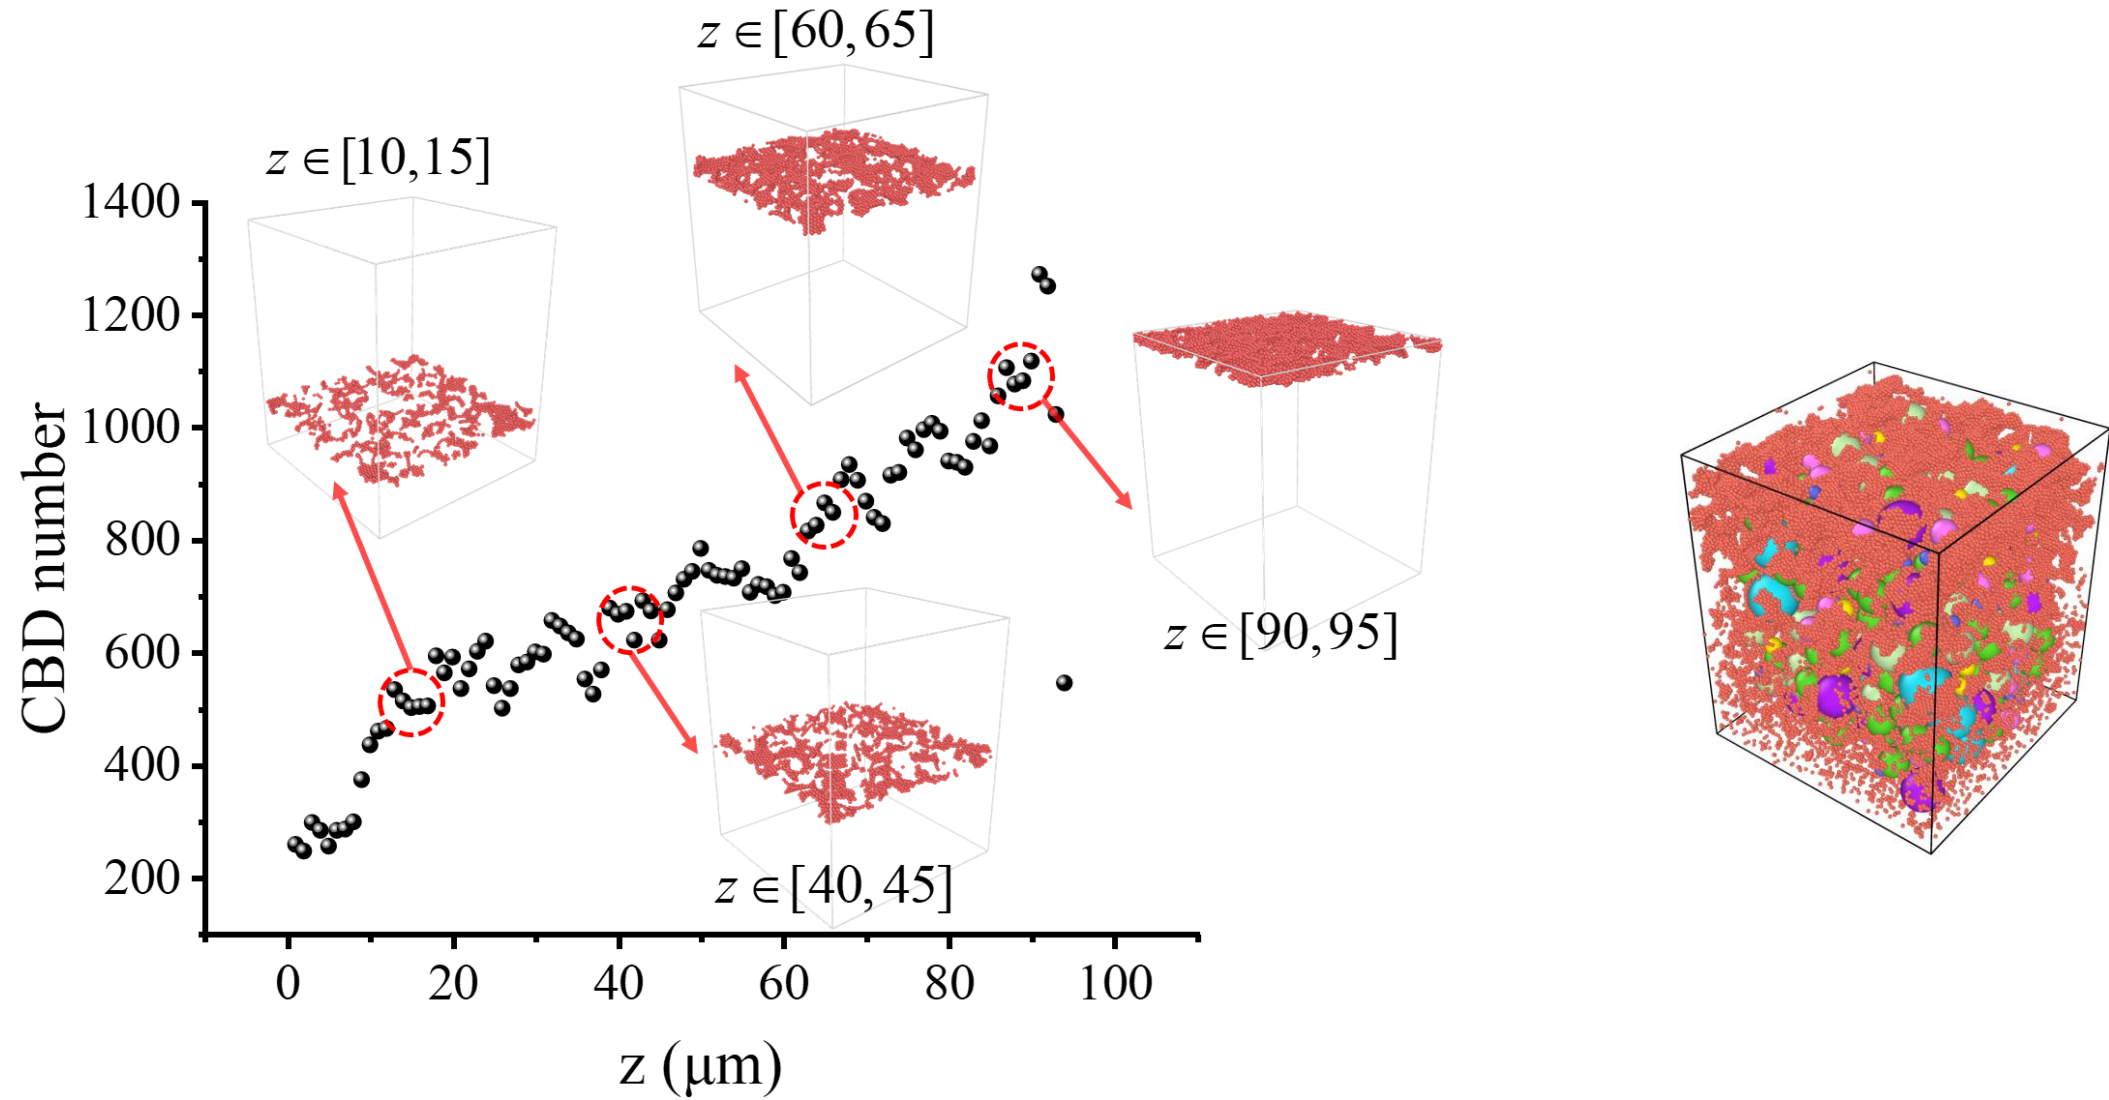 z ∈ [60, 65]
z ∈ [10, 15]
1400
1200
1000
800
600
400
200
CBD number
z ∈ [90, 95]
z ∈ [40, 45]
0 20 40 60 80 100
z (μm)